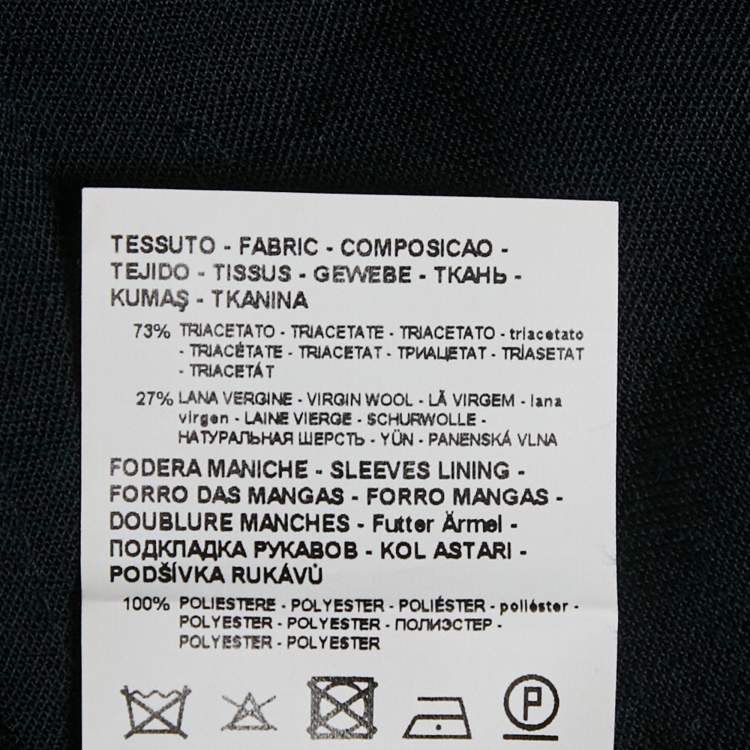 TESSUTO - FABRIC - COMPOSICAO -
TEJIDO - TISSUS - GEWEBE - ТКАНЬ -
KUMAŞ - TKANINA
73% TRIACETATO - TRIACETATE - TRIACETATO - triacetato
- TRIACÉTATE - TRIACETAT - ТРИАЦЕТАТ - TRİASETAT
- TRIACETÁT
27% LANA VERGINE - VIRGIN WOOL - LÃ VIRGEM - lana
virgen - LAINE VIERGE - SCHURWOLLE -
НАТУРАЛЬНАЯ ШЕРСТЬ - YÜN - PANENSKÁ VLNA
FODERA MANICHE - SLEEVES LINING -
FORRO DAS MANGAS - FORRO MANGAS -
DOUBLURE MANCHES - Futter Ärmel -
ПОДКЛАДКА РУКАВОВ - KOL ASTARI -
PODŠÍVKA RUKÁVŮ
100% POLIESTERE - POLYESTER - POLIÉSTER - poliéster -
POLYESTER - POLYESTER - ПОЛИЭСТЕР -
POLYESTER - POLYESTER
P